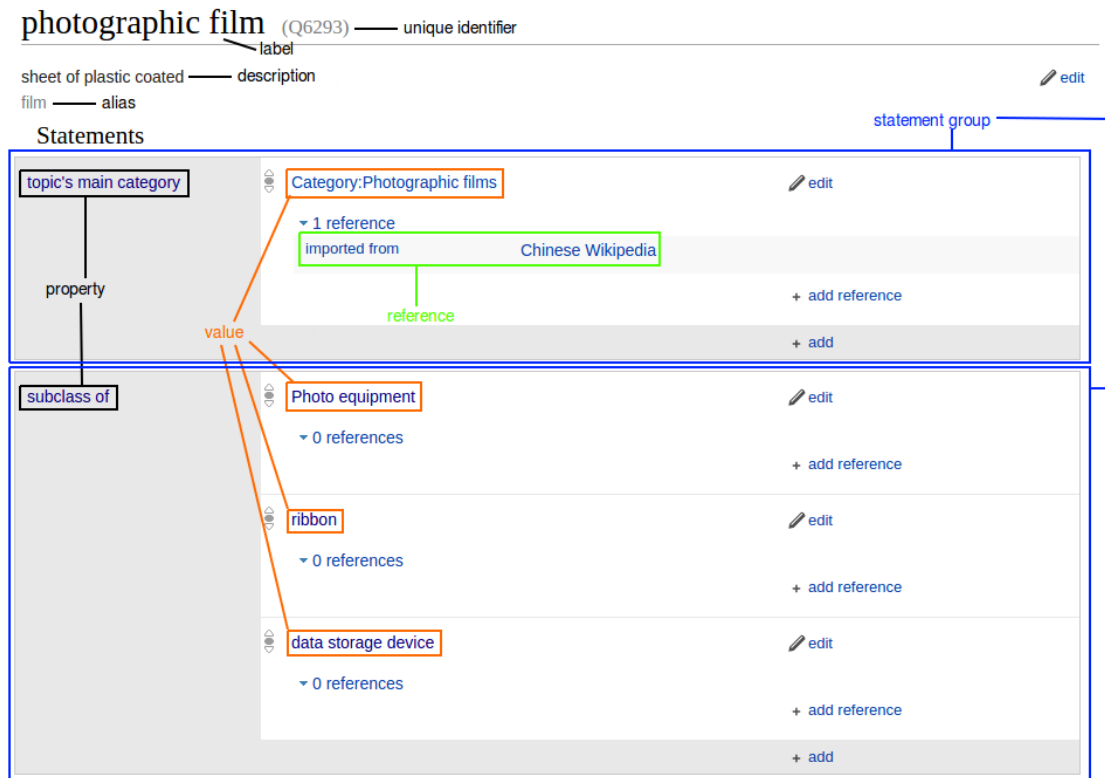 photographic film (Q6293) unique identifier
label
sheet of plastic coated description
edit
film alias
statement group
Statements
topic's main category
Category:Photographic films
edit
1 reference
imported from Chinese Wikipedia
property
+ add reference
reference
value
+ add
subclass of
Photo equipment
edit
0 references
+ add reference
ribbon
edit
0 references
+ add reference
data storage device
edit
0 references
+ add reference
+ add